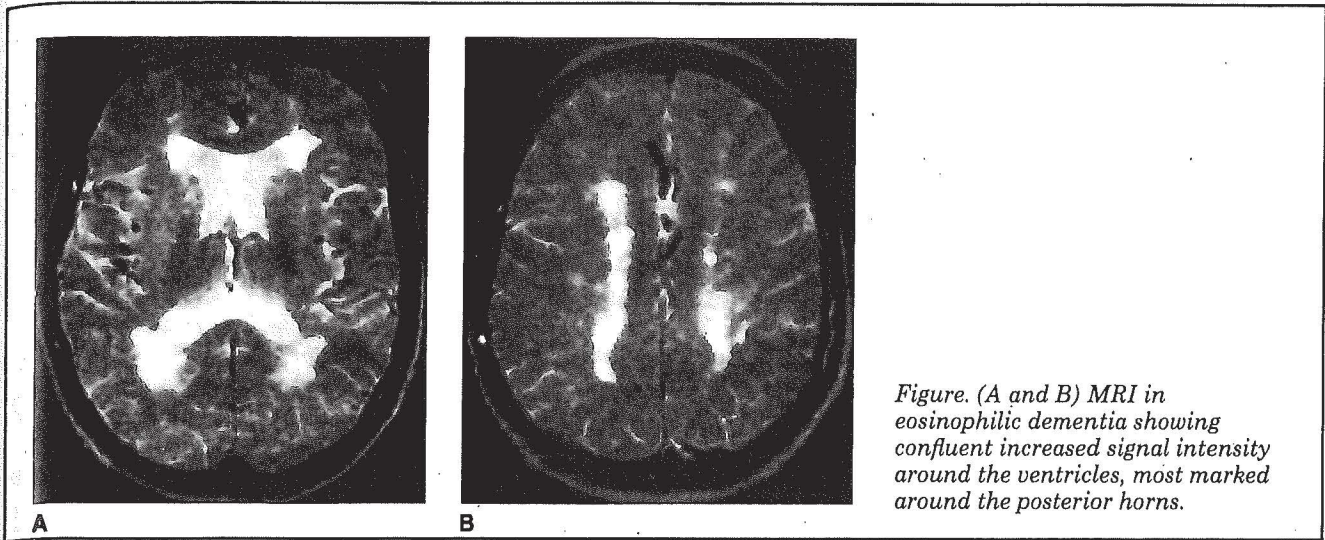 A
B
Figure. (A and B) MRI in
eosinophilic dementia showing
confluent increased signal intensity
around the ventricles, most marked
around the posterior horns.